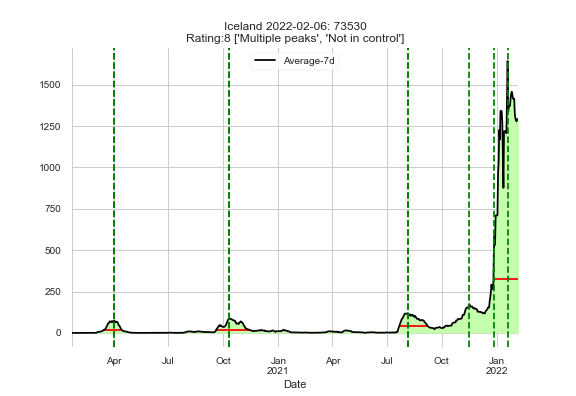 Iceland 2022-02-06: 73530
Rating:8 ['Multiple peaks', 'Not in control']
Average-7d
1500
1250
1000
750
500
250
0
Apr Jul Oct Jan Apr Jul Oct Jan
2021 2022
Date